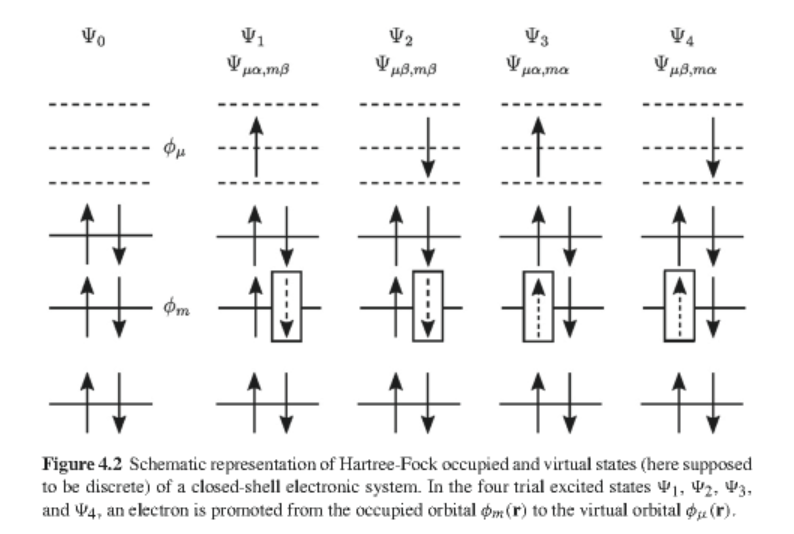 Ψ0 Ψ1 Ψ2 Ψ3 Ψ4
Ψμα,mβ Ψμβ,mβ Ψμα,mα Ψμβ,mα
ϕμ
ϕm
Figure 4.2 Schematic representation of Hartree-Fock occupied and virtual states (here supposed
to be discrete) of a closed-shell electronic system. In the four trial excited states Ψ1, Ψ2, Ψ3,
and Ψ4, an electron is promoted from the occupied orbital ϕm(r) to the virtual orbital ϕμ(r).